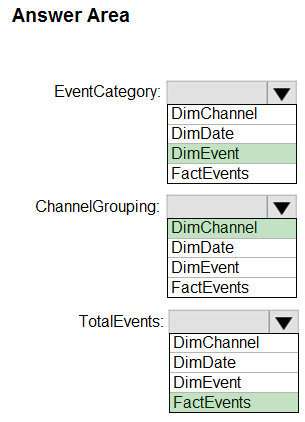 Answer Area
EventCategory:
DimChannel
DimDate
DimEvent
FactEvents
ChannelGrouping:
DimChannel
DimDate
DimEvent
FactEvents
TotalEvents:
DimChannel
DimDate
DimEvent
FactEvents